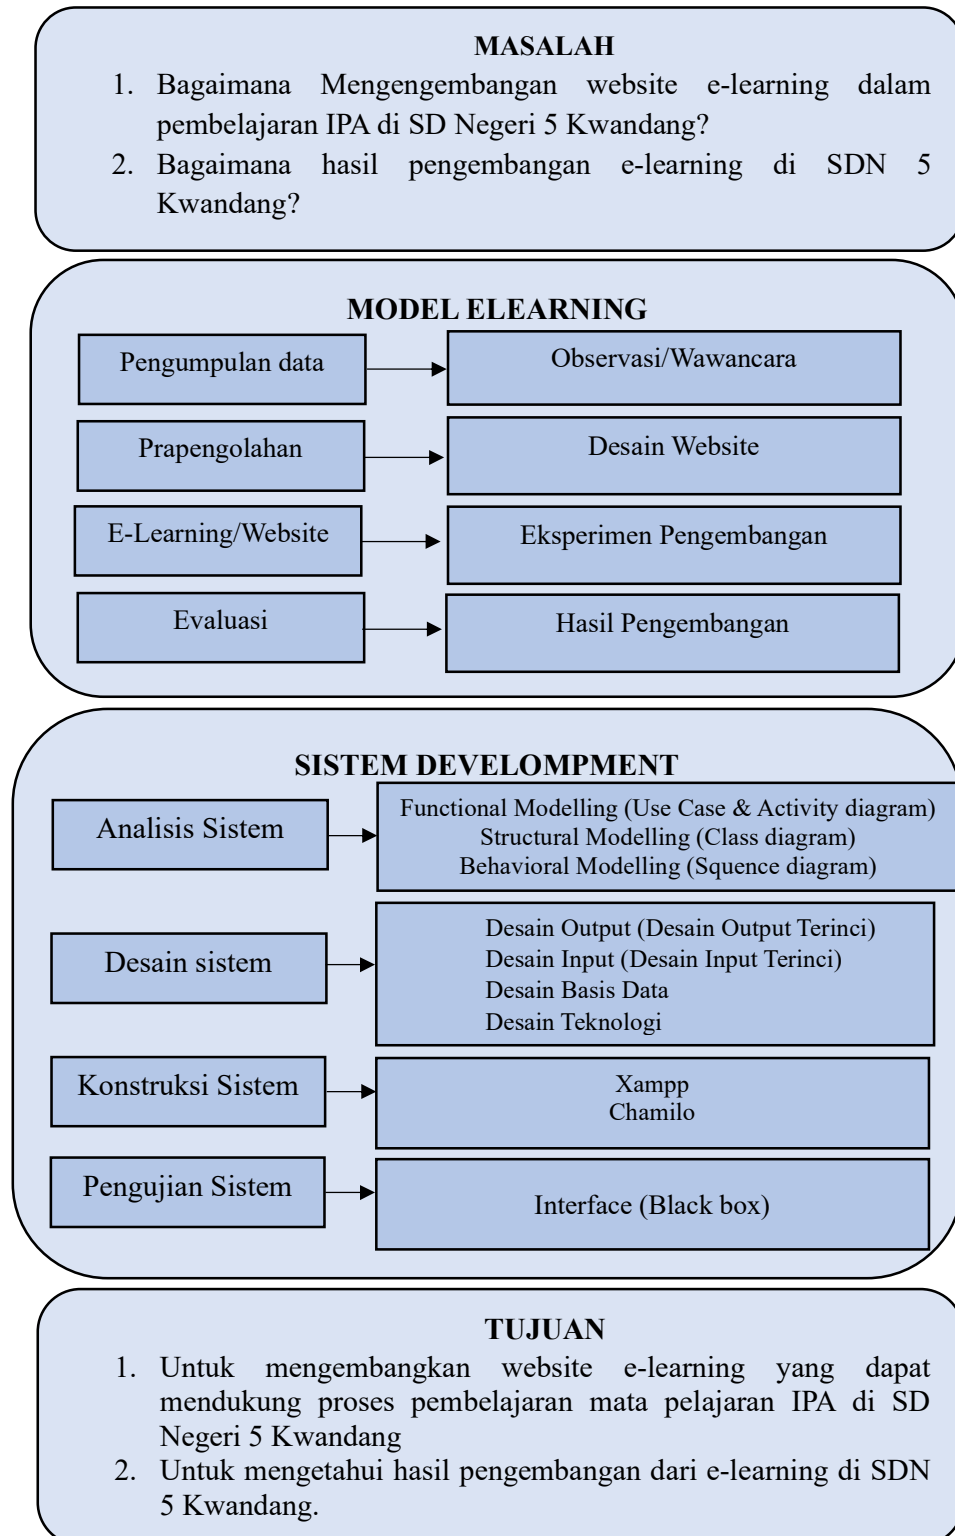 MASALAH
1. Bagaimana Mengengembangan website e-learning dalam
pembelajaran IPA di SD Negeri 5 Kwandang?
2. Bagaimana hasil pengembangan e-learning di SDN 5
Kwandang?
MODEL ELEARNING
Pengumpulan data
Observasi/Wawancara
Prapengolahan
Desain Website
E-Learning/Website
Eksperimen Pengembangan
Evaluasi
Hasil Pengembangan
SISTEM DEVELOMPMENT
Analisis Sistem
Functional Modelling (Use Case & Activity diagram)
Structural Modelling (Class diagram)
Behavioral Modelling (Squence diagram)
Desain sistem
Desain Output (Desain Output Terinci)
Desain Input (Desain Input Terinci)
Desain Basis Data
Desain Teknologi
Konstruksi Sistem
Xampp
Chamilo
Pengujian Sistem
Interface (Black box)
TUJUAN
1. Untuk mengembangkan website e-learning yang dapat
mendukung proses pembelajaran mata pelajaran IPA di SD
Negeri 5 Kwandang
2. Untuk mengetahui hasil pengembangan dari e-learning di SDN
5 Kwandang.